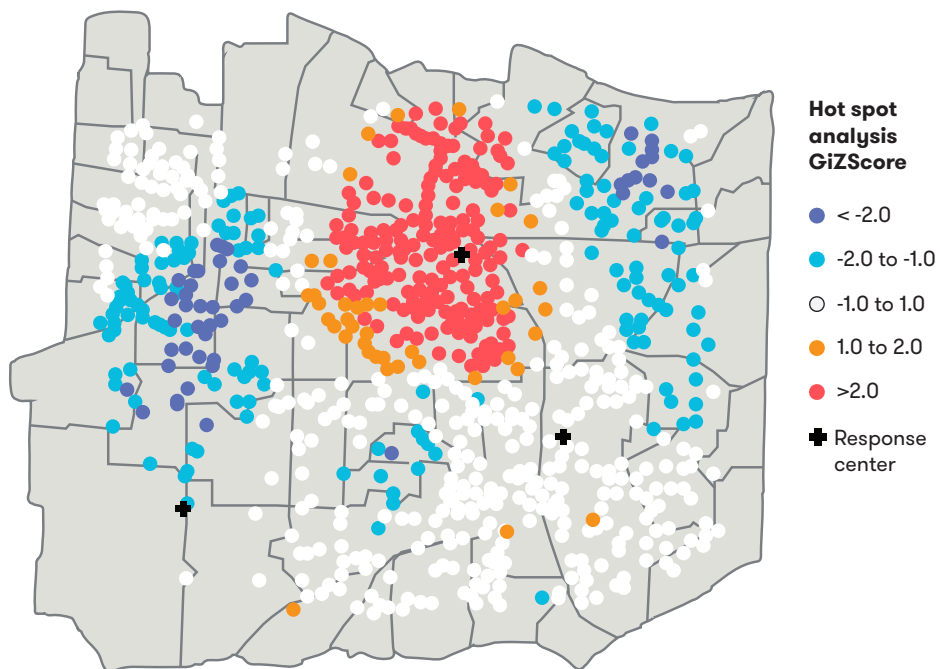 Hot spot
analysis
GiZScore
< -2.0
-2.0 to -1.0
-1.0 to 1.0
1.0 to 2.0
>2.0
Response
center